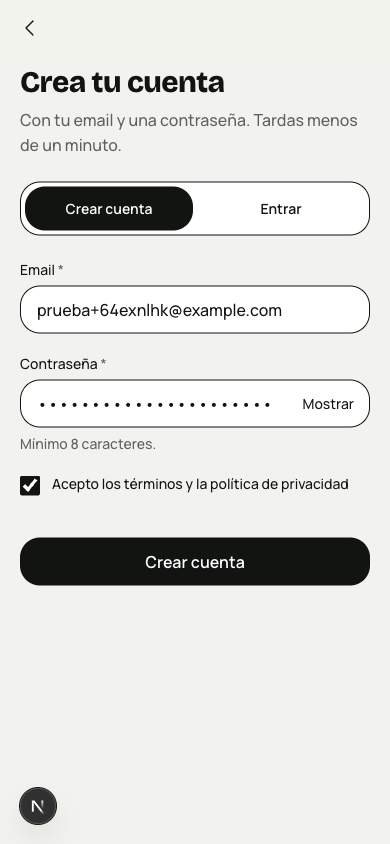 Crea tu cuenta
Con tu email y una contraseña. Tardas menos
de un minuto.
Crear cuenta
Entrar
Email *
prueba+64exnlhk@example.com
Contraseña *
Mostrar
Mínimo 8 caracteres.
Acepto los términos y la política de privacidad
Crear cuenta
N